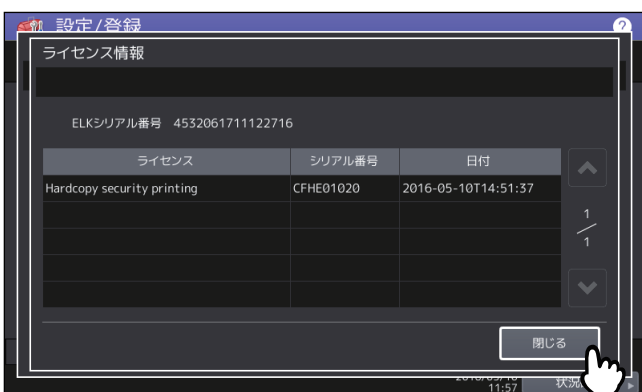 設定/登録
?
ライセンス情報
ELKシリアル番号 4532061711122716
ライセンス シリアル番号 日付
Hardcopy security printing CFHE01020 2016-05-10T14:51:37
1
1
閉じる
11:57